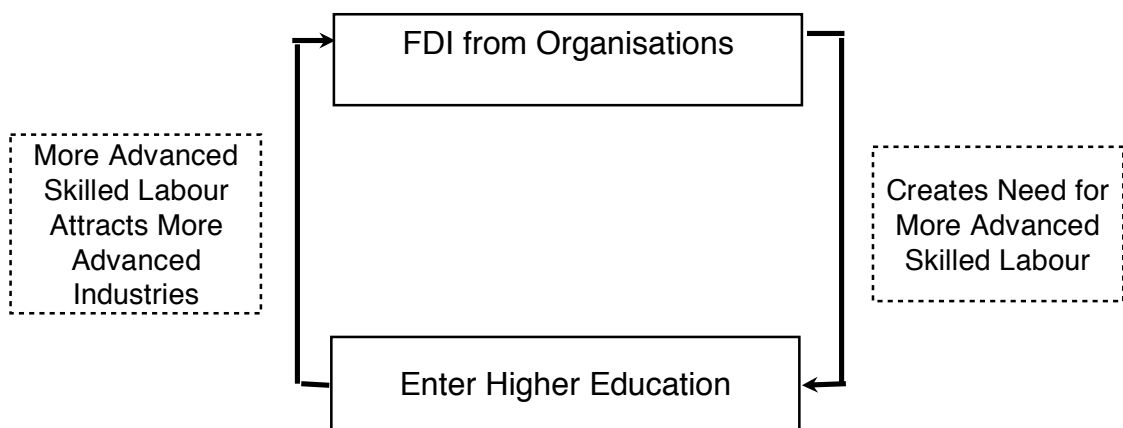 FDI from Organisations
More Advanced
Skilled Labour
Attracts More
Advanced
Industries
Creates Need for
More Advanced
Skilled Labour
Enter Higher Education